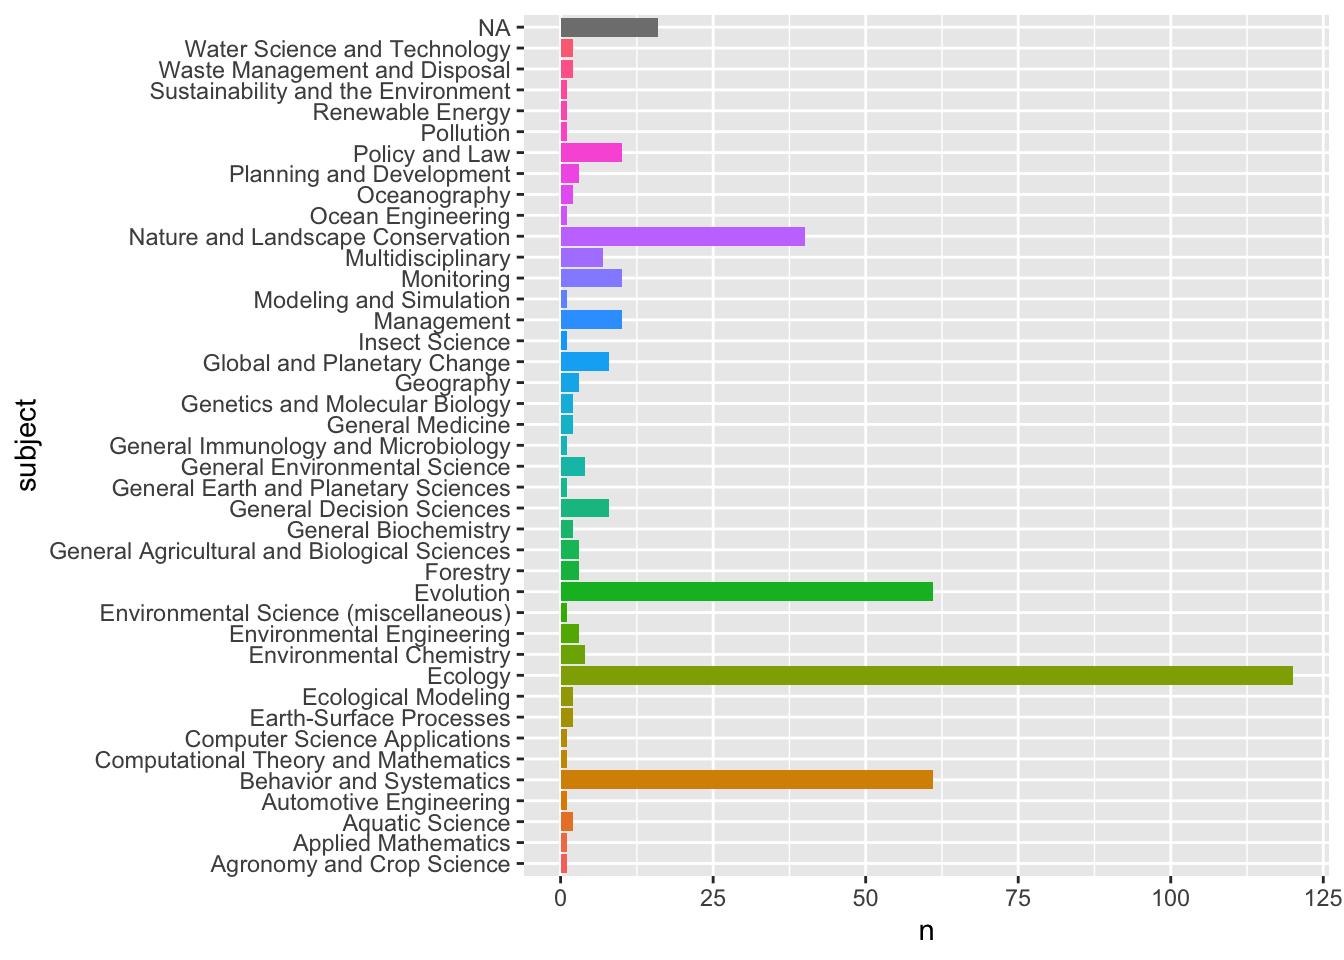 NA
Water Science and Technology
Waste Management and Disposal
Sustainability and the Environment
Renewable Energy
Pollution
Policy and Law
Planning and Development
Oceanography
Ocean Engineering
Nature and Landscape Conservation
Multidisciplinary
Monitoring
Modeling and Simulation
Management
Insect Science
Global and Planetary Change
Geography
Genetics and Molecular Biology
General Medicine
General Immunology and Microbiology
General Environmental Science
General Earth and Planetary Sciences
General Decision Sciences
General Biochemistry
General Agricultural and Biological Sciences
Forestry
Evolution
Environmental Science (miscellaneous)
Environmental Engineering
Environmental Chemistry
Ecology
Ecological Modeling
Earth-Surface Processes
Computer Science Applications
Computational Theory and Mathematics
Behavior and Systematics
Automotive Engineering
Aquatic Science
Applied Mathematics
Agronomy and Crop Science
subject
0 25 50 75 100 125
n